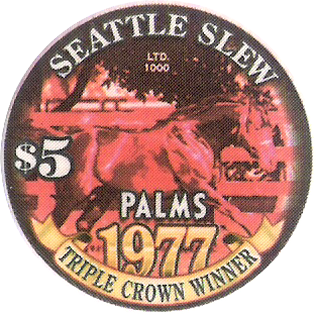 SEATTLE SLEW
LTD.
1000
$5
PALMS
1977
TRIPLE CROWN WINNER